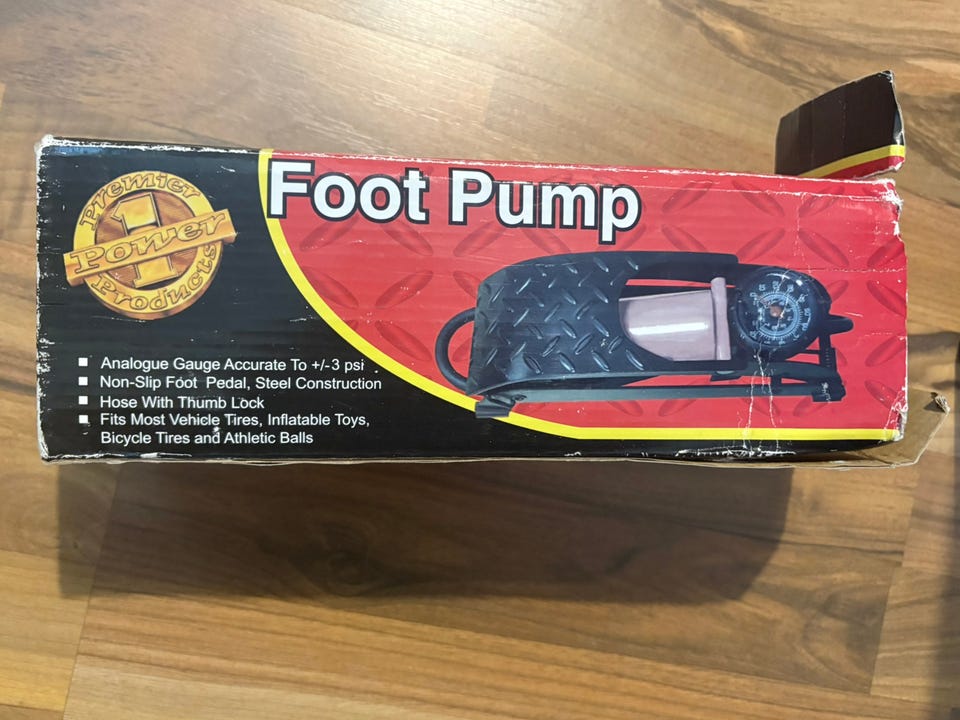 Foot Pump
Premier
1
Power
Products
Analogue Gauge Accurate To +/-3 psi
Non-Slip Foot Pedal, Steel Construction
Hose With Thumb Lock
Fits Most Vehicle Tires, Inflatable Toys,
Bicycle Tires and Athletic Balls